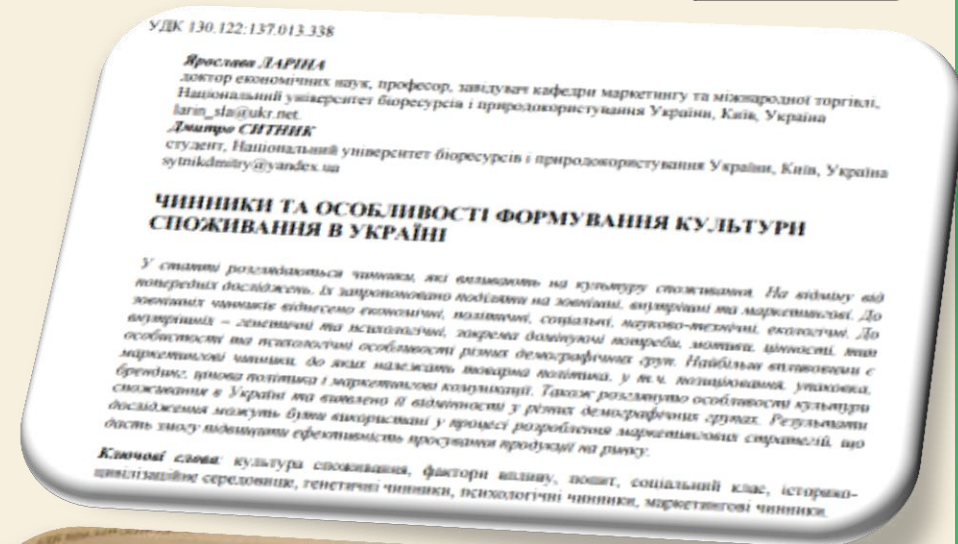 УДК 130.122:137.013.338
Ярослава ЛАРІНА
доктор економічних наук, професор, завідувач кафедри маркетингу та міжнародної торгівлі,
Національний університет біоресурсів і природокористування України, Київ, Україна
larin_sla@ukr.net
Дмитро СИТНИК
студент, Національний університет біоресурсів і природокористування України, Київ, Україна
sytnikdmitry@yandex.ua
ЧИННИКИ ТА ОСОБЛИВОСТІ ФОРМУВАННЯ КУЛЬТУРИ
СПОЖИВАННЯ В УКРАЇНІ
У статті розглядаються чинники, які впливають на культуру споживання. На відміну від
попередніх досліджень, їх запропоновано поділяти на зовнішні, внутрішні та маркетингові. До
зовнішніх чинників віднесено економічні, політичні, соціальні, науково-технічні, екологічні. До
внутрішніх – генетичні та психологічні, зокрема домінуючі потреби, мотиви, цінності, тип
особистості та психологічні особливості різних демографічних груп. Найбільш впливовими є
маркетингові чинники, до яких належать товарна політика, у т.ч. позиціювання, упаковка,
брендинг, цінова політика і маркетингові комунікації. Також розглянуто особливості культури
споживання в Україні та виявлено її відмінності у різних демографічних групах. Результати
дослідження можуть бути використані у процесі розроблення маркетингових стратегій, що
дасть змогу підвищити ефективність просування продукції на ринку.
Ключові слова: культура споживання, фактори впливу, попит, соціальний клас, історико-
цивілізаційне середовище, генетичні чинники, психологічні чинники, маркетингові чинники.